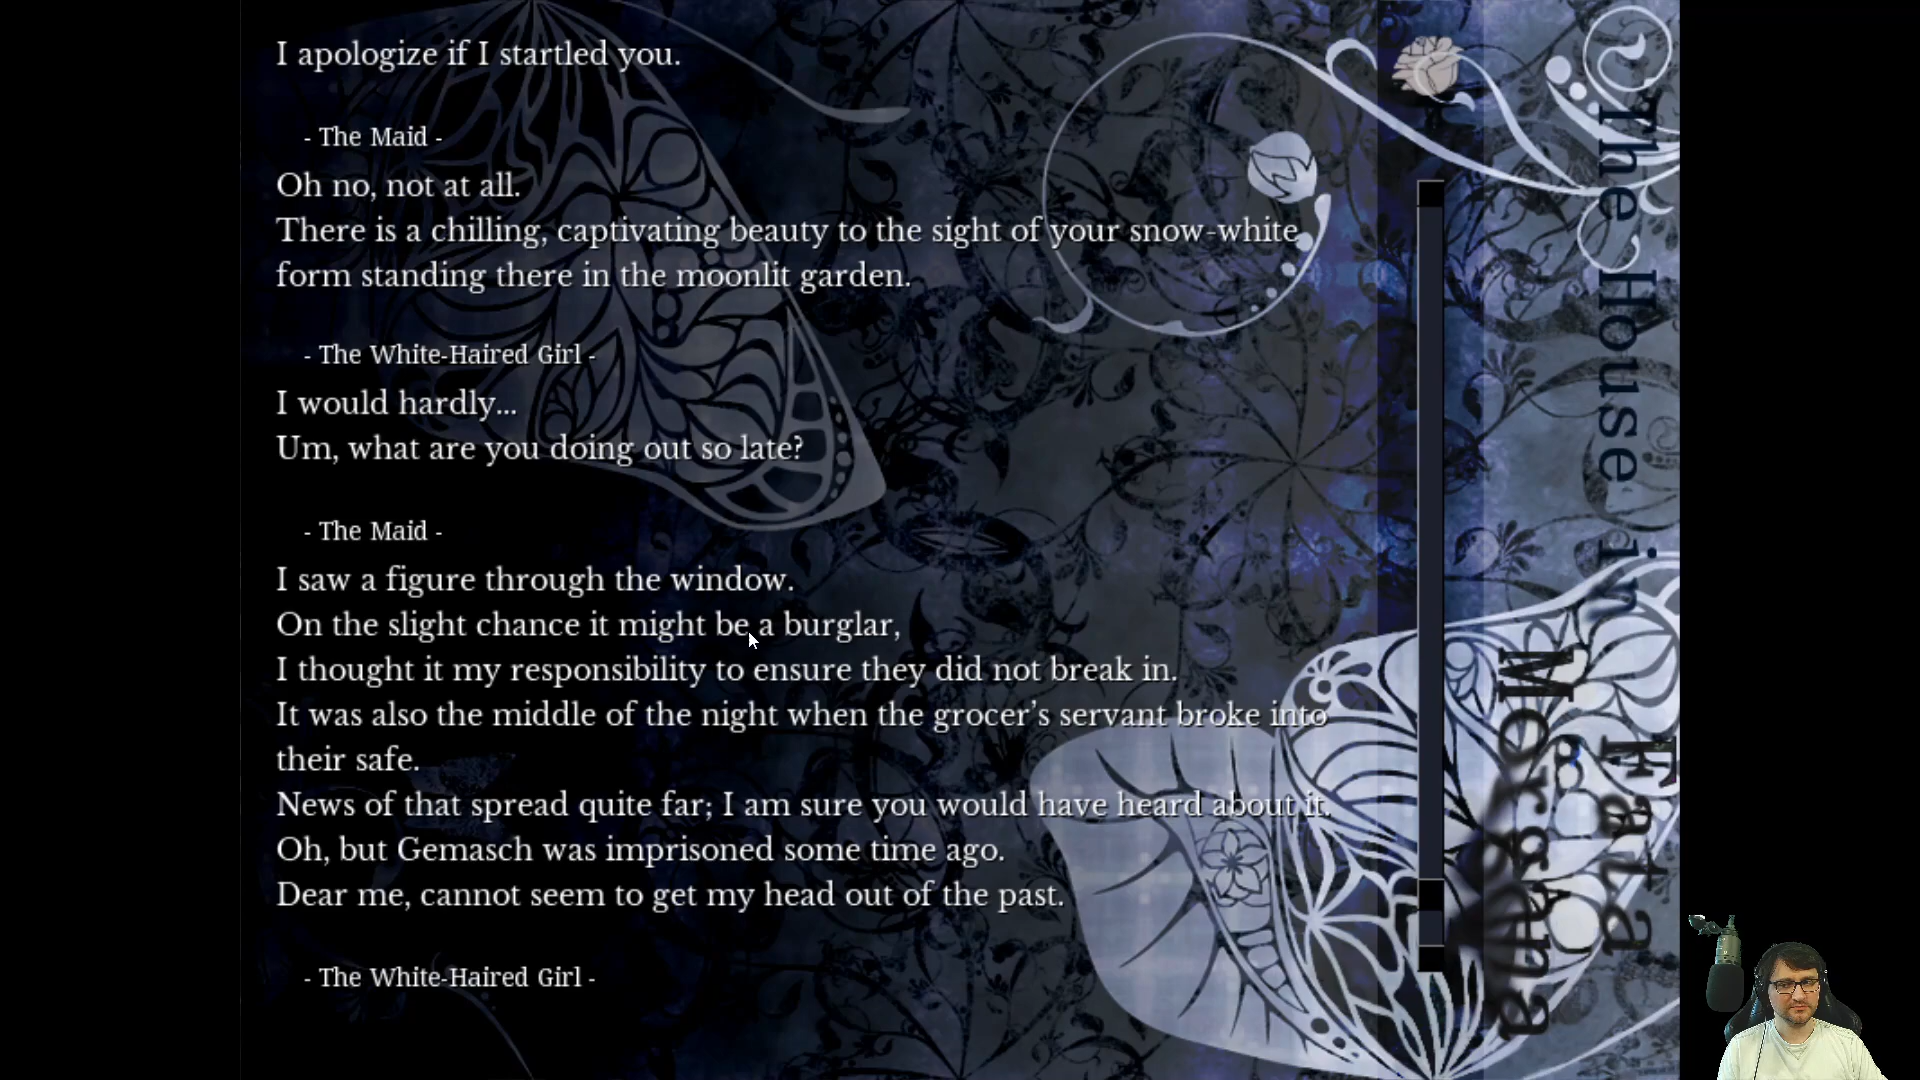 I apologize if I startled you.
- The Maid -
Oh no, not at all.
There is a chilling, captivating beauty to the sight of your snow-white
form standing there in the moonlit garden.
- The White-Haired Girl -
I would hardly...
Um, what are you doing out so late?
- The Maid -
I saw a figure through the window.
On the slight chance it might be a burglar,
I thought it my responsibility to ensure they did not break in.
It was also the middle of the night when the grocer's servant broke into
their safe.
News of that spread quite far; I am sure you would have heard about it.
Oh, but Gemasch was imprisoned some time ago.
Dear me, cannot seem to get my head out of the past.
- The White-Haired Girl -
The House in
Fata
Morgana